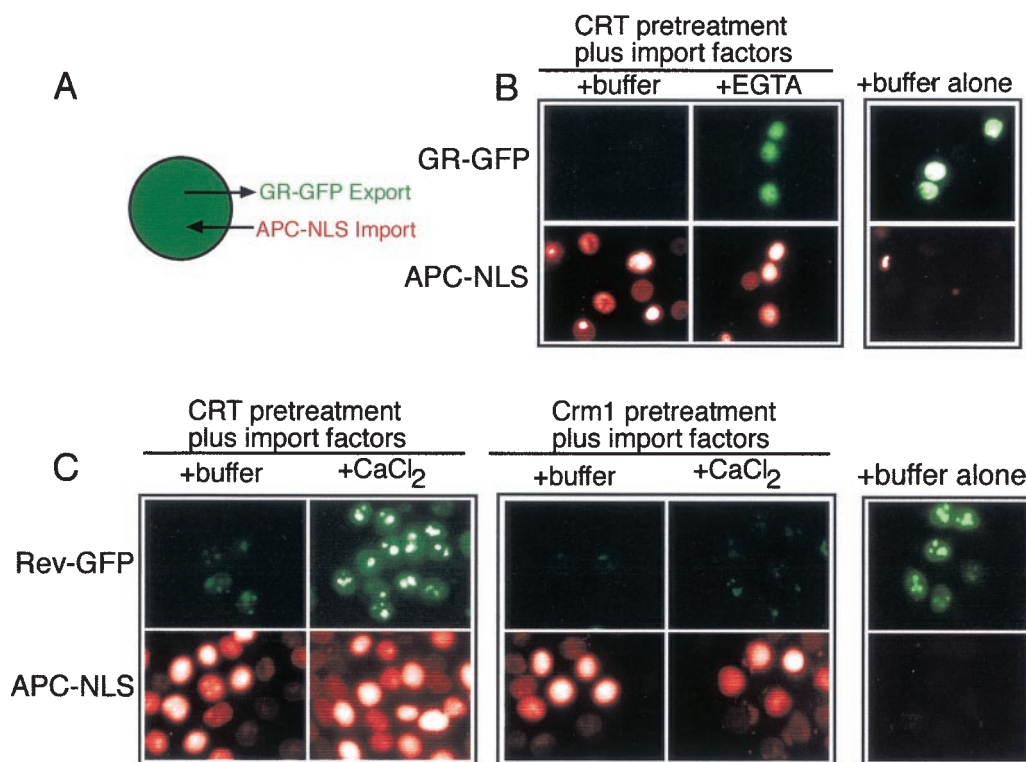 A
GR-GFP Export
APC-NLS Import
B
CRT pretreatment
plus import factors
+buffer
+EGTA
+buffer alone
GR-GFP
APC-NLS
C
CRT pretreatment
plus import factors
+buffer
+CaCl2
Crm1 pretreatment
plus import factors
+buffer
+CaCl2
+buffer alone
Rev-GFP
APC-NLS